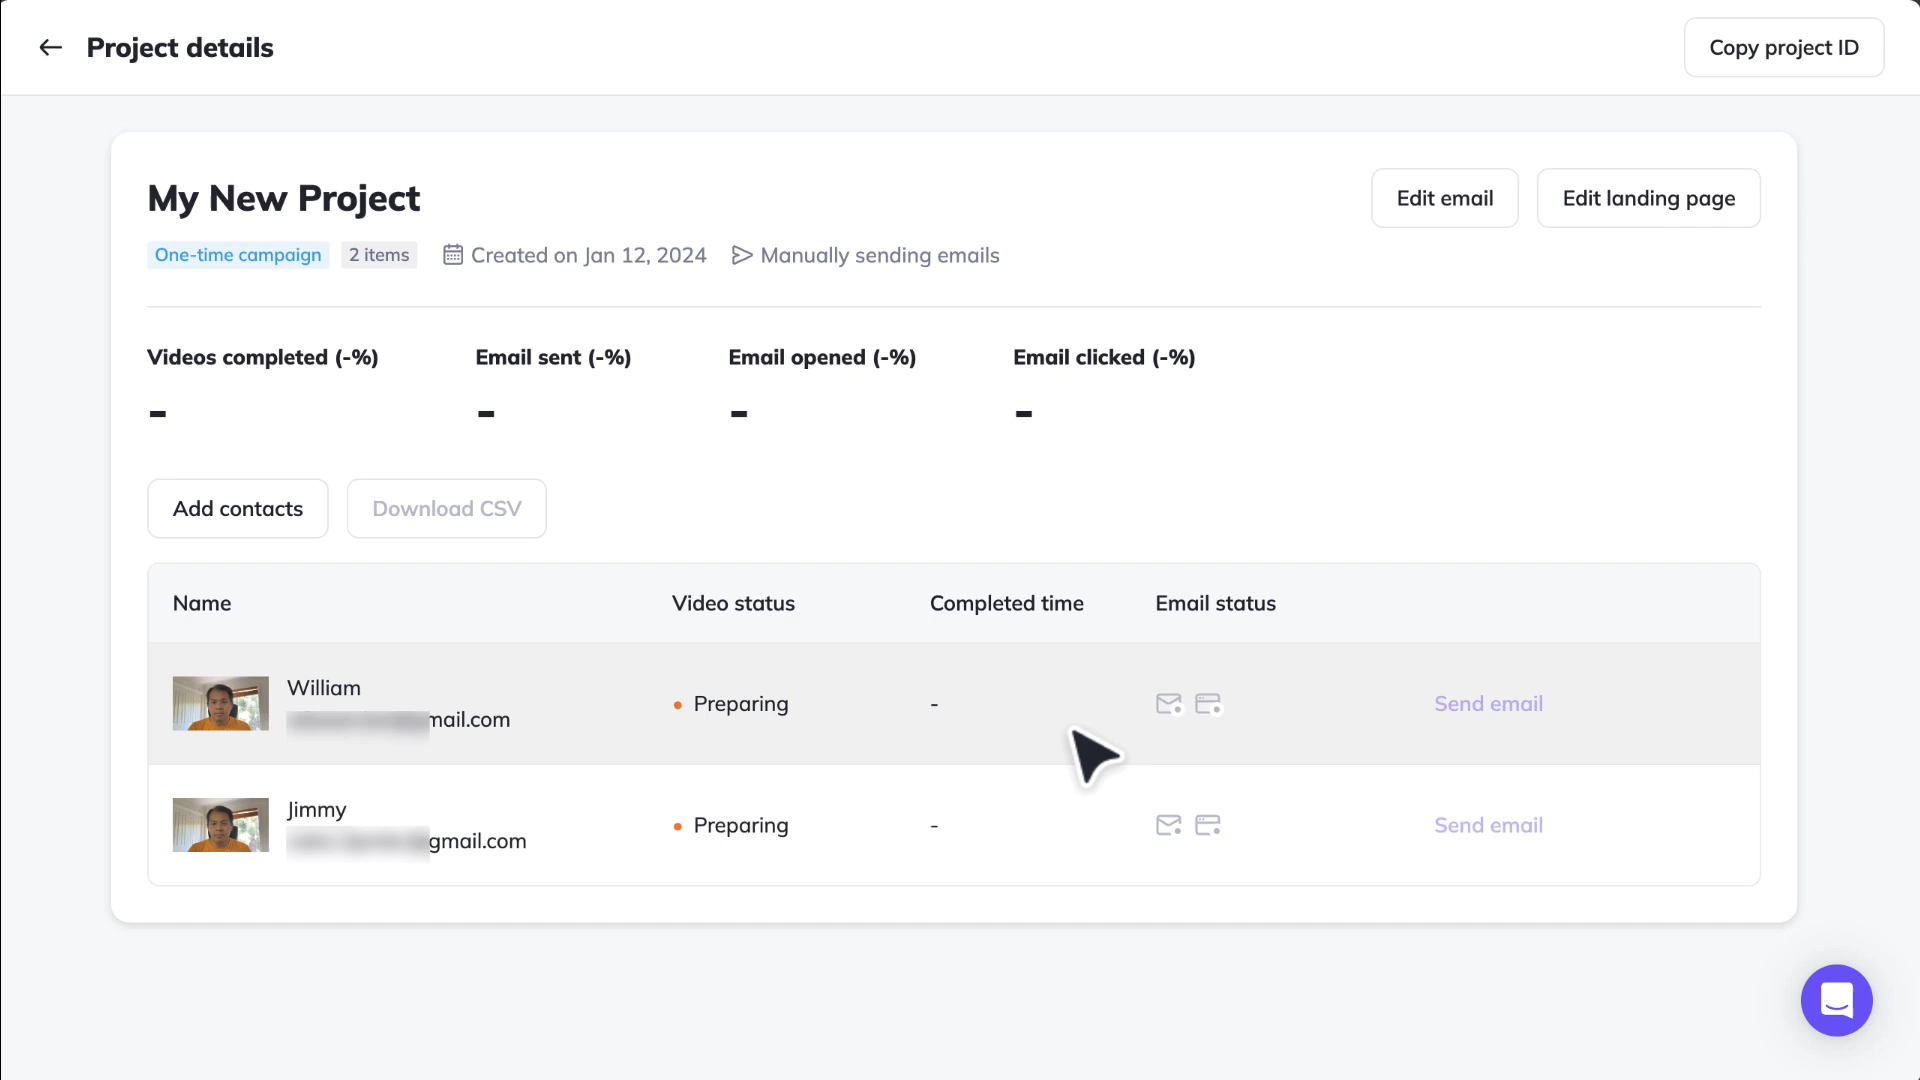 Project details
Copy project ID
My New Project
Edit email
Edit landing page
One-time campaign
2 items
Created on Jan 12, 2024
Manually sending emails
Videos completed (-%)
Email sent (-%)
Email opened (-%)
Email clicked (-%)
-
-
-
-
Add contacts
Download CSV
Name
Video status
Completed time
Email status
William
mail.com
Preparing
-
Send email
Jimmy
gmail.com
Preparing
-
Send email